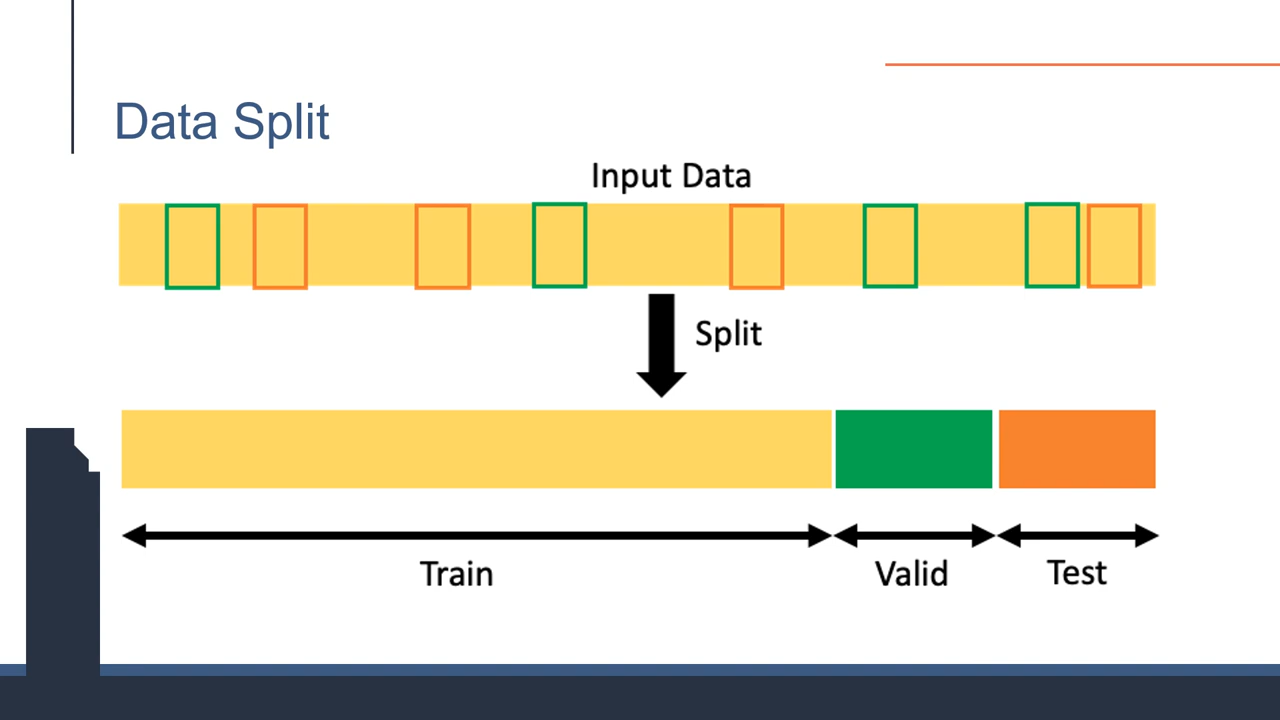 Data Split
Input Data
Split
Train
Valid
Test